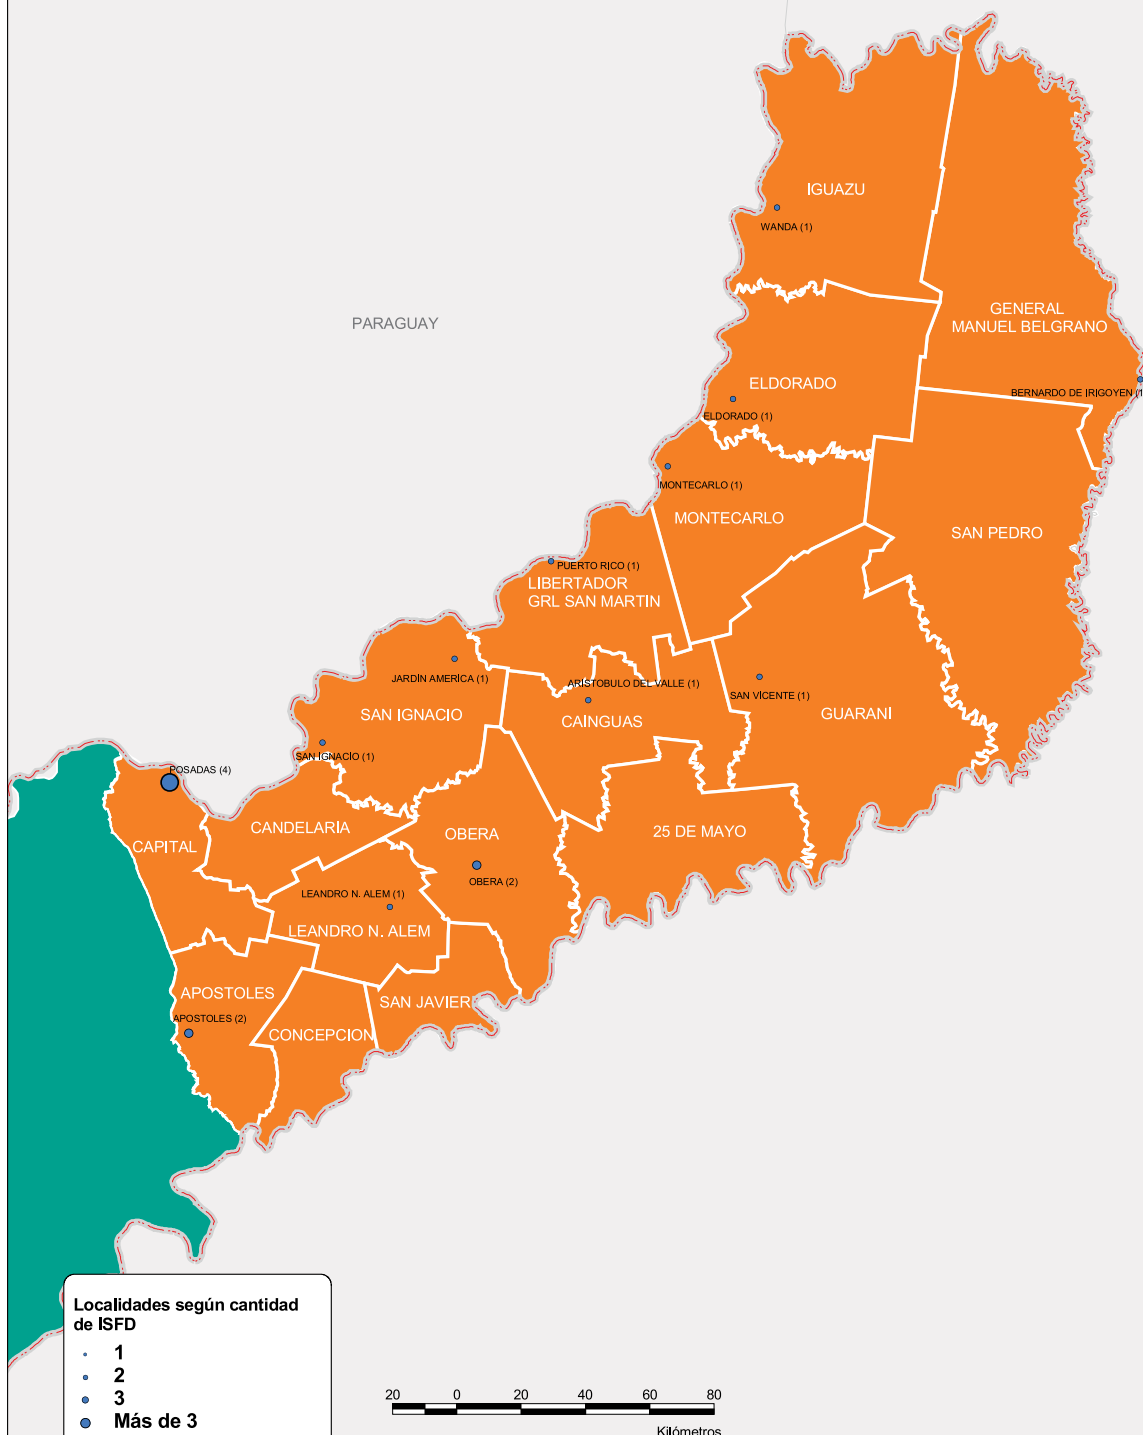 IGUAZU
WANDA (1)
GENERAL
MANUEL BELGRANO
PARAGUAY
ELDORADO
BERNARDO DE IRIGOYEN (1
ELDORADO (1)
MONTECARLO (1)
MONTECARLO
SAN PEDRO
PUERTO RICO (1)
LIBERTADOR
GRL SAN MARTIN
JARDÍN AMERÍCA (1)
ARISTOBULO DEL VALLE (1)
SAN VICENTE (1)
SAN IGNACIO
CAINGUAS
GUARANÍ
SAN IGNACIO (1)
POSADAS (4)
CANDELARIA
OBERA
25 DE MAYO
CAPITAL
OBERA (2)
LEANDRO N. ALEM (1)
LEANDRO N. ALEM
APOSTOLES
SAN JAVIER
APOSTOLES (2)
CONCEPCION
Localidades según cantidad
de ISFD
1
2
3
Más de 3
20 0 20 40 60 80
Kilómetros